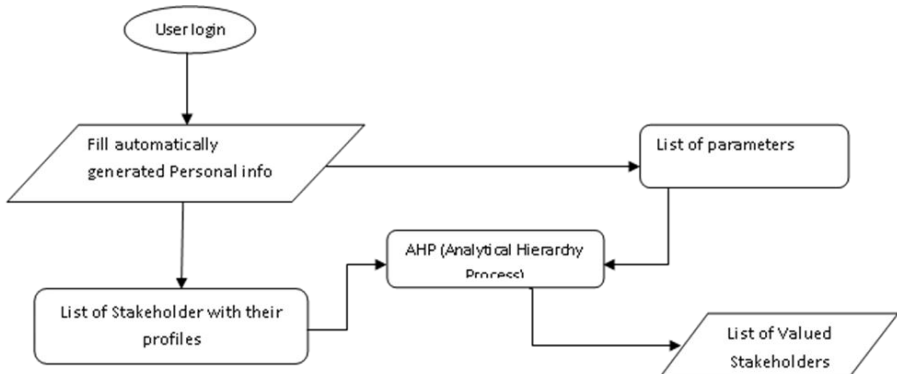 User login
Fill automatically
generated Personal info
List of parameters
AHP (Analytical Hierarchy
Process)
List of Stakeholder with their
profiles
List of Valued
Stakeholders